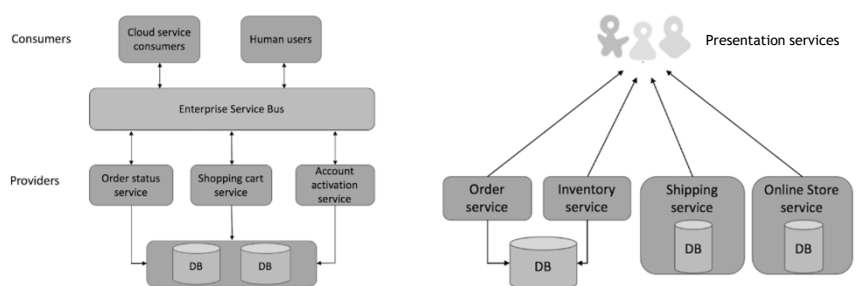 Consumers
Cloud service
consumers
Human users
Enterprise Service Bus
Providers
Order status
service
Shopping cart
service
Account
activation
service
DB
DB
Presentation services
Order
service
Inventory
service
Shipping
service
Online Store
service
DB
DB
DB